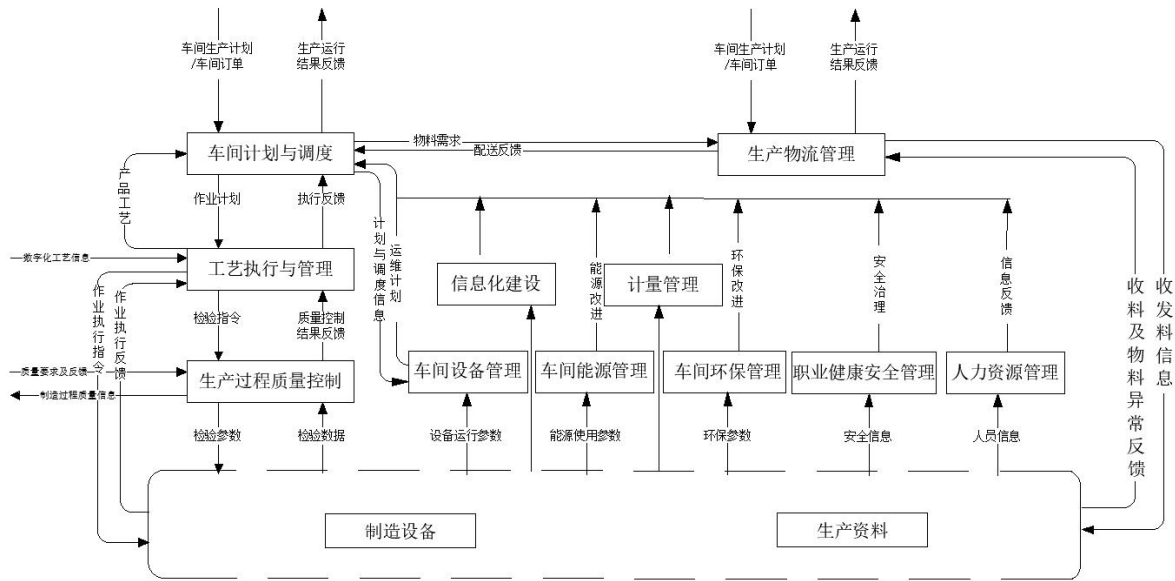 车间生产计划
/车间订单
生产运行
结果反馈
车间生产计划
/车间订单
生产运行
结果反馈
车间计划与调度
物料需求
配送反馈
生产物流管理
产品工艺
作业计划
执行反馈
计划与调度信息
运维计划
数字化工艺信息
工艺执行与管理
信息化建设
能源改进
计量管理
环保改进
安全治理
信息反馈
收料及物料异常反馈
收发料信息
作业执行指令
作业执行反馈
检验指令
质量控制
结果反馈
质量要求及反馈
制造过程质量信息
生产过程质量控制
车间设备管理
车间能源管理
车间环保管理
职业健康安全管理
人力资源管理
检验参数
检验数据
设备运行参数
能源使用参数
环保参数
安全信息
人员信息
制造设备
生产资料